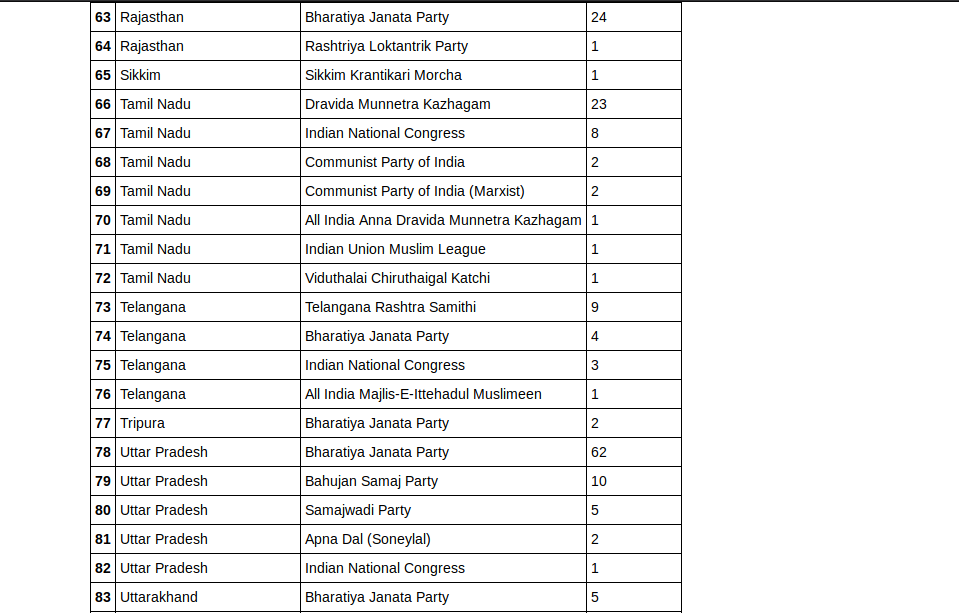 63 Rajasthan Bharatiya Janata Party 24
64 Rajasthan Rashtriya Loktantrik Party 1
65 Sikkim Sikkim Krantikari Morcha 1
66 Tamil Nadu Dravida Munnetra Kazhagam 23
67 Tamil Nadu Indian National Congress 8
68 Tamil Nadu Communist Party of India 2
69 Tamil Nadu Communist Party of India (Marxist) 2
70 Tamil Nadu All India Anna Dravida Munnetra Kazhagam 1
71 Tamil Nadu Indian Union Muslim League 1
72 Tamil Nadu Viduthalai Chiruthaigal Katchi 1
73 Telangana Telangana Rashtra Samithi 9
74 Telangana Bharatiya Janata Party 4
75 Telangana Indian National Congress 3
76 Telangana All India Majlis-E-Ittehadul Muslimeen 1
77 Tripura Bharatiya Janata Party 2
78 Uttar Pradesh Bharatiya Janata Party 62
79 Uttar Pradesh Bahujan Samaj Party 10
80 Uttar Pradesh Samajwadi Party 5
81 Uttar Pradesh Apna Dal (Soneylal) 2
82 Uttar Pradesh Indian National Congress 1
83 Uttarakhand Bharatiya Janata Party 5